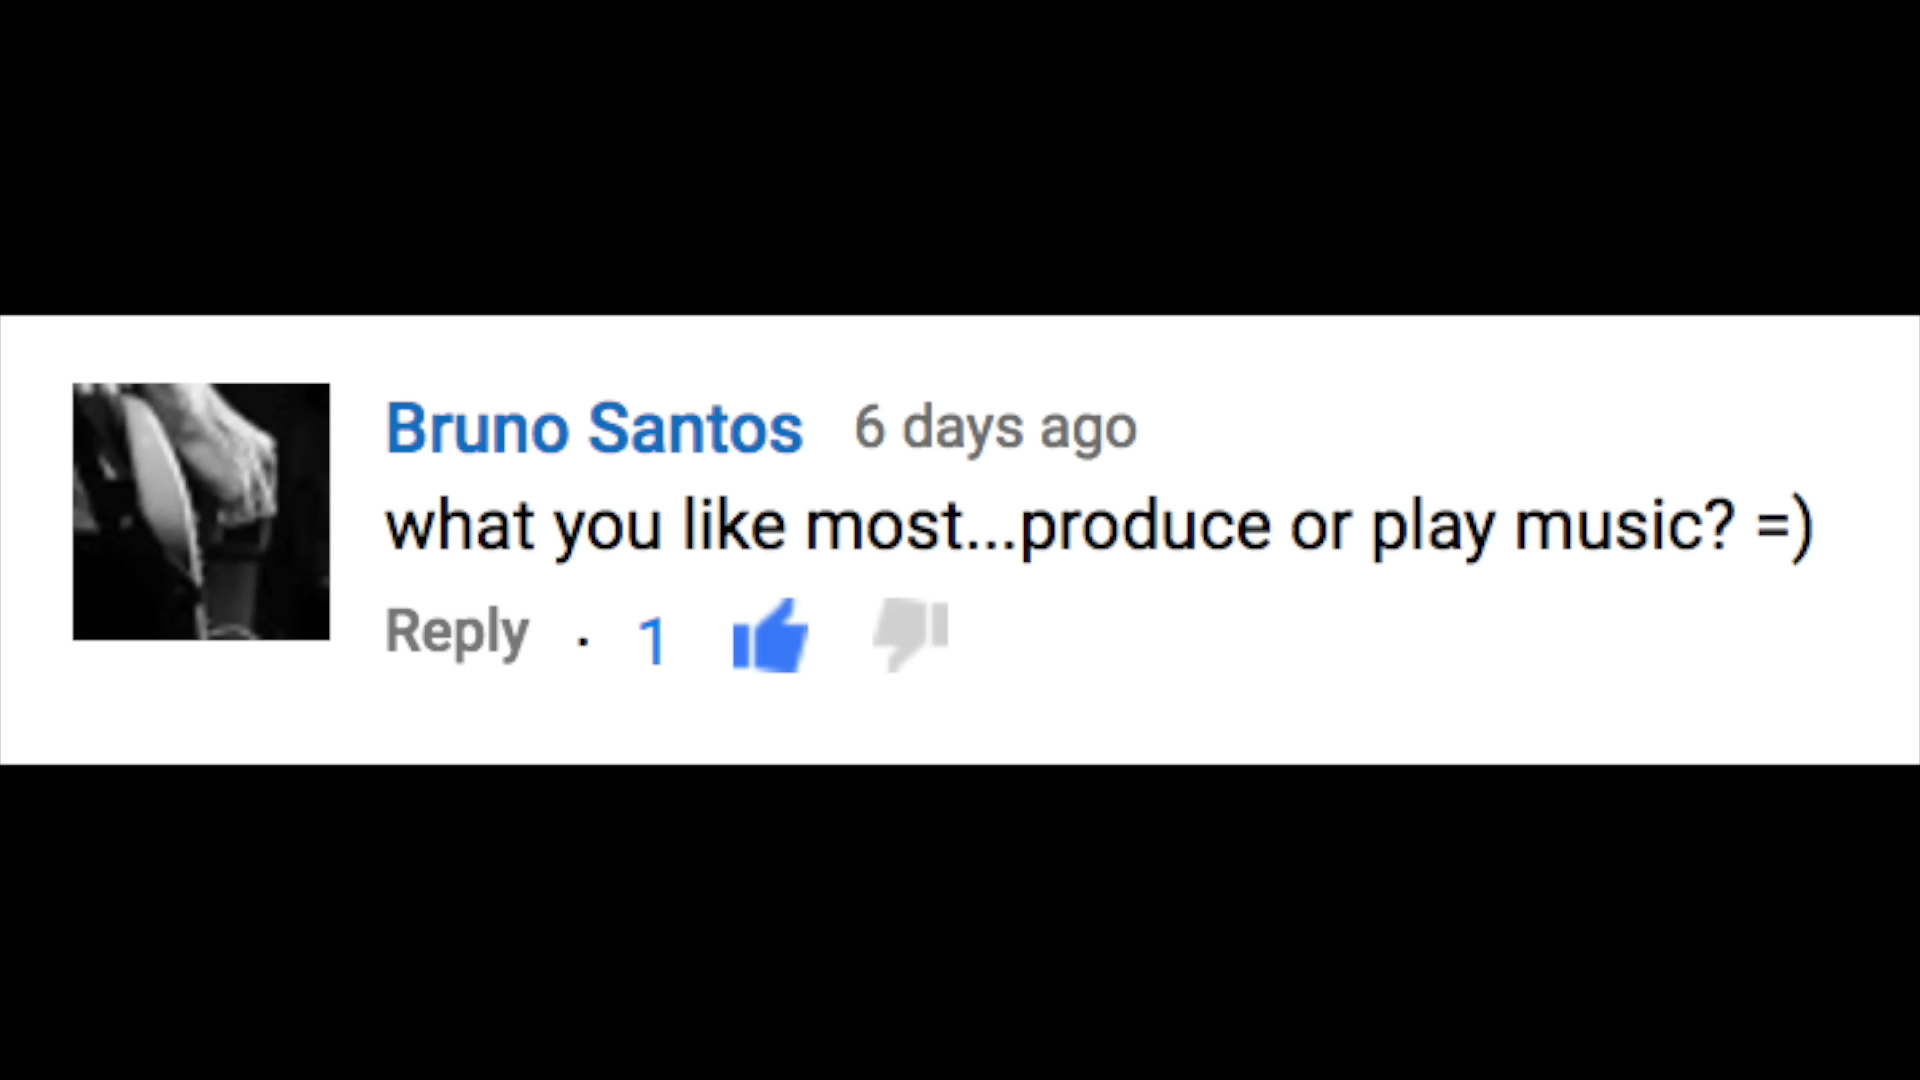 Bruno Santos 6 days ago
what you like most...produce or play music? =)
Reply · 1